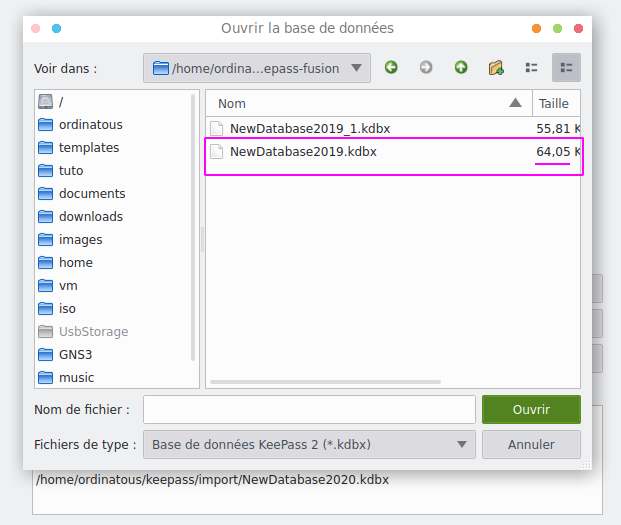 Ouvrir la base de données
Voir dans :
/home/ordina...epass-fusion
/
ordinatous
templates
tuto
documents
downloads
images
home
vm
iso
UsbStorage
GNS3
music
Nom Taille
NewDatabase2019_1.kdbx 55,81 K
NewDatabase2019.kdbx 64,05 K
Nom de fichier :
Ouvrir
Fichiers de type : Base de données KeePass 2 (*.kdbx)
Annuler
/home/ordinatous/keepass/import/NewDatabase2020.kdbx